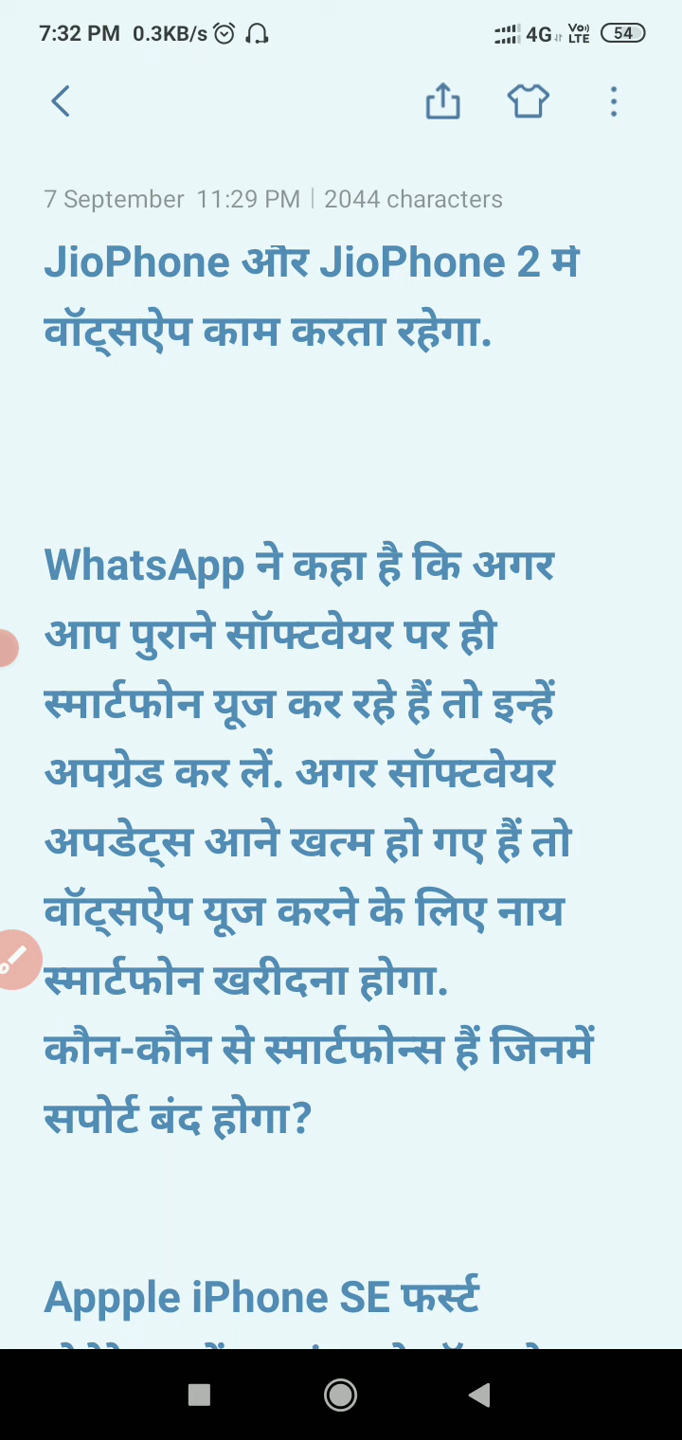 7:32 PM 0.3KB/s 4G Vo)) LTE 54
7 September 11:29 PM | 2044 characters
JioPhone और JioPhone 2 में
वॉट्सऐप काम करता रहेगा.
WhatsApp ने कहा है कि अगर
आप पुराने सॉफ्टवेयर पर ही
स्मार्टफोन यूज कर रहे हैं तो इन्हें
अपग्रेड कर लें. अगर सॉफ्टवेयर
अपडेट्स आने खत्म हो गए हैं तो
वॉट्सऐप यूज करने के लिए नाय
स्मार्टफोन खरीदना होगा.
कौन-कौन से स्मार्टफोन्स हैं जिनमें
सपोर्ट बंद होगा?
Appple iPhone SE फर्स्ट